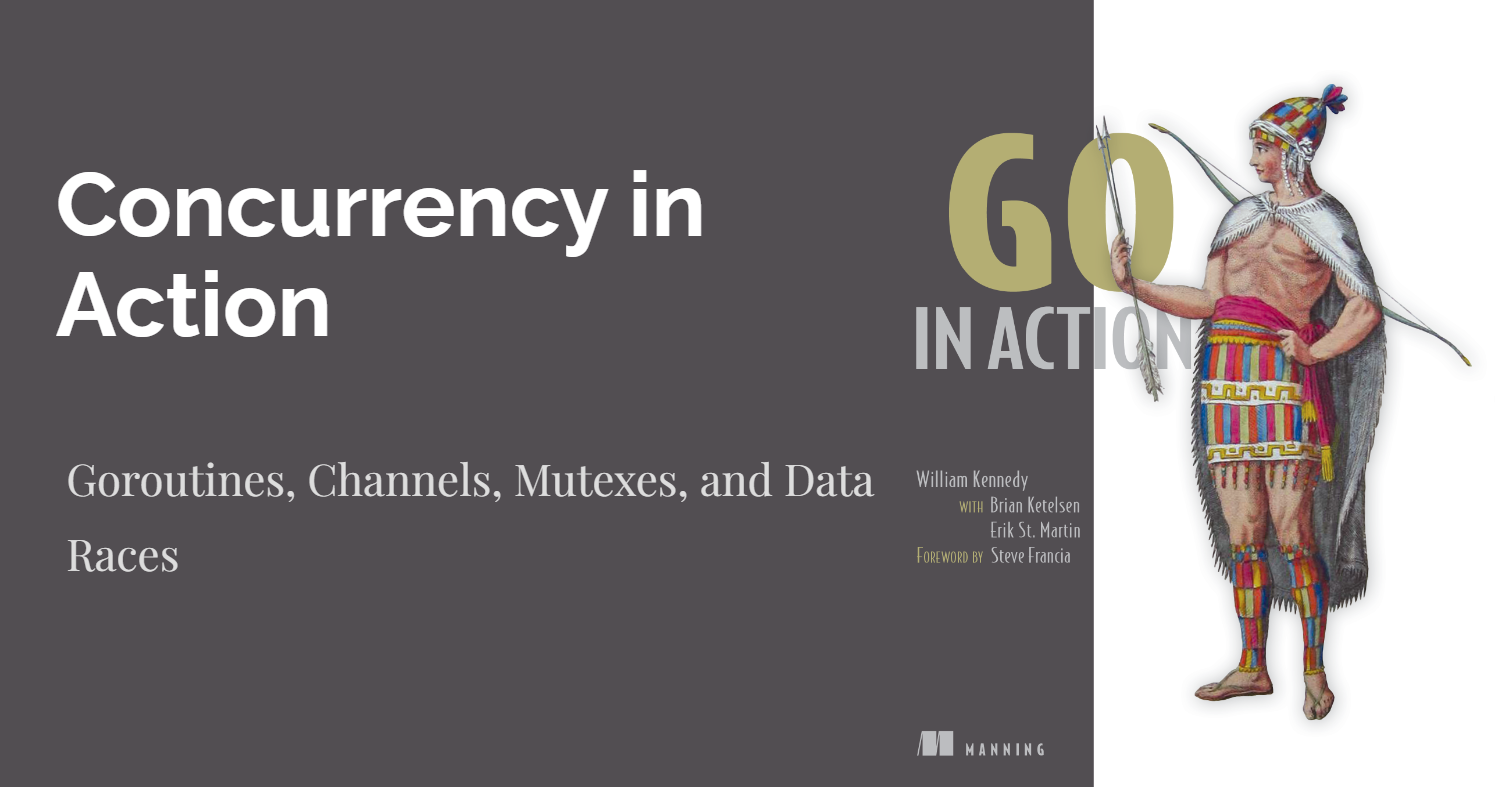 Concurrency in
Action
Goroutines, Channels, Mutexes, and Data
Races
GO
IN ACTION
William Kennedy
WITH Brian Ketelsen
Erik St. Martin
FOREWORD BY Steve Francia
MANNING